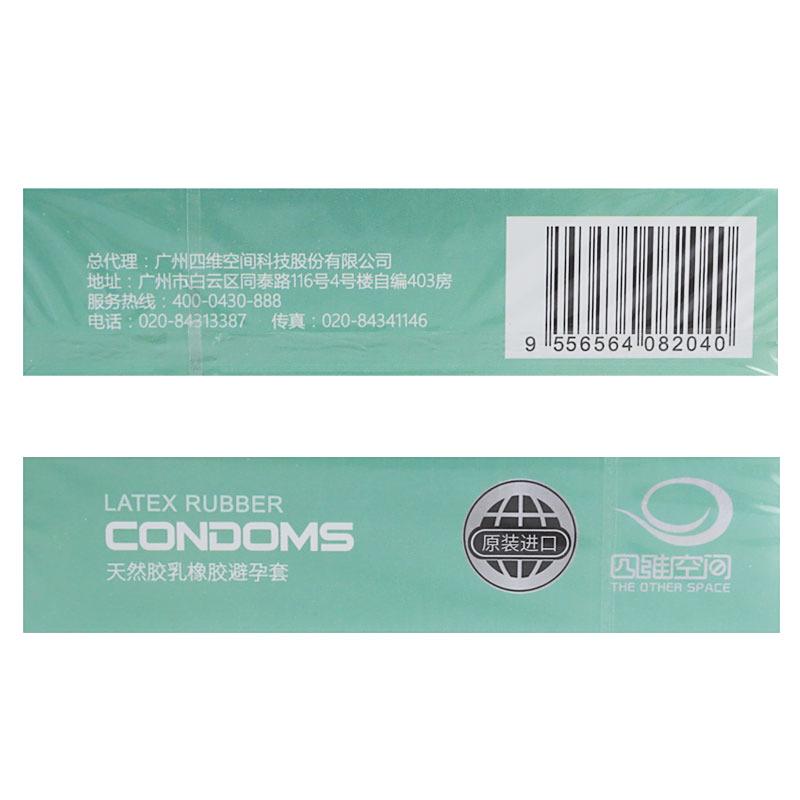 总代理：广州四维空间科技股份有限公司
地址：广州市白云区同泰路116号4号楼自编403房
服务热线：400-0430-888
电话：020-84313387 传真：020-84341146
9 556564 082040
LATEX RUBBER
CONDOMS
天然胶乳橡胶避孕套
原装进口
四维空间
THE OTHER SPACE